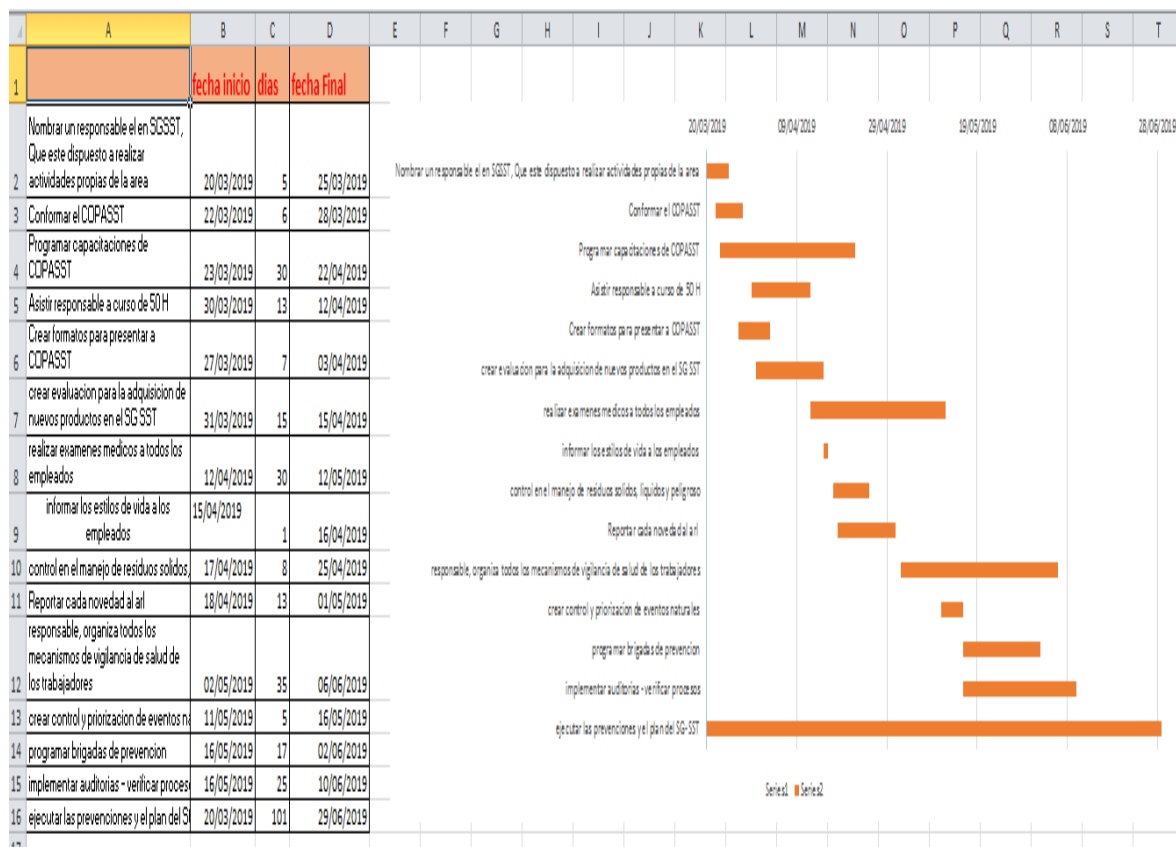 A B C D E F G H I J K L M N O P Q R S T
1 fecha inicio dias fecha Final
Nombrar un responsable el en SGSST,
Que este dispuesto a realizar
2 actividades propias de la area 20/03/2019 5 25/03/2019
3 Conformar el COPASST 22/03/2019 6 28/03/2019
Programar capacitaciones de
4 COPASST 23/03/2019 30 22/04/2019
5 Asistir responsable a curso de 50 H 30/03/2019 13 12/04/2019
Crear formatos para presentar a
6 COPASST 27/03/2019 7 03/04/2019
crear evaluacion para la adquisicion de
7 nuevos productos en el SG SST 31/03/2019 15 15/04/2019
realizar examenes medicos a todos los
8 empleados 12/04/2019 30 12/05/2019
informar los estilos de vida a los 15/04/2019
9 empleados 1 16/04/2019
10 control en el manejo de residuos solidos, 17/04/2019 8 25/04/2019
11 Reportar cada novedad al arl 18/04/2019 13 01/05/2019
responsable, organiza todos los
mecanismos de vigilancia de salud de
12 los trabajadores 02/05/2019 35 06/06/2019
13 crear control y priorizacion de eventos na 11/05/2019 5 16/05/2019
14 programar brigadas de prevencion 16/05/2019 17 02/06/2019
15 implementar auditorias - verificar proces 16/05/2019 25 10/06/2019
16 ejecutar las prevenciones y el plan del S 20/03/2019 101 29/06/2019
17
20/03/2019 09/04/2019 29/04/2019 19/05/2019 08/06/2019 28/06/2019
Nombrar un responsable el en SGSST, Que este dispuesto a realizar actividades propias de la area
Conformar el COPASST
Programar capacitaciones de COPASST
Asistir responsable a curso de 50 H
Crear formatos para presentar a COPASST
crear evaluacion para la adquisicion de nuevos productos en el SG SST
realizar examenes medicos a todos los empleados
informar los estilos de vida a los empleados
control en el manejo de residuos solidos, liquidos y peligroso
Reportar cada novedad al arl
responsable, organiza todos los mecanismos de vigilancia de salud de los trabajadores
crear control y priorizacion de eventos naturales
programar brigadas de prevencion
implementar auditorias - verificar procesos
ejecutar las prevenciones y el plan del SG-SST
Series1 Series2